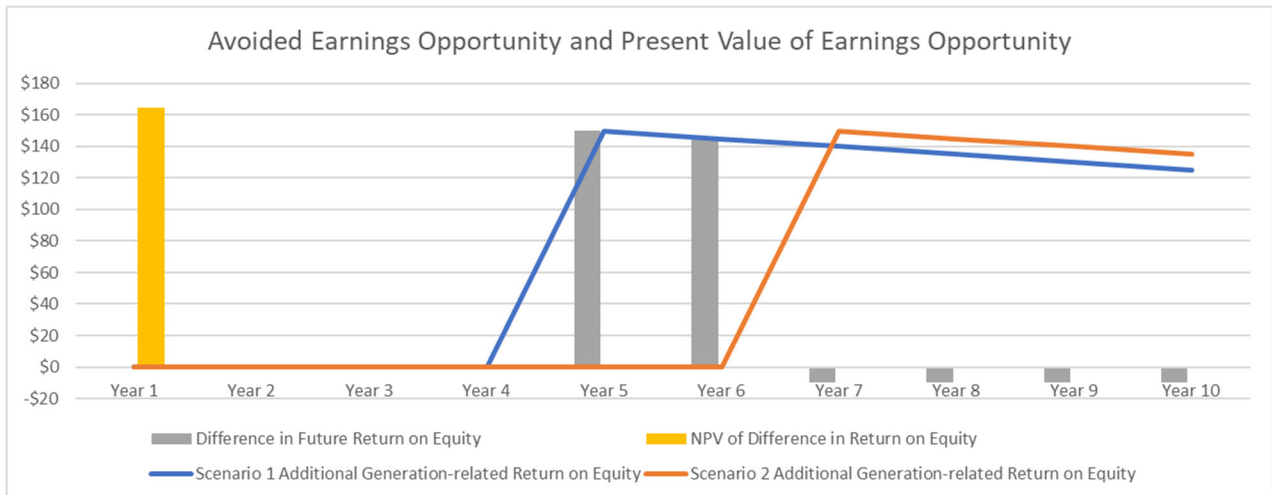 Avoided Earnings Opportunity and Present Value of Earnings Opportunity
$180
$160
$140
$120
$100
$80
$60
$40
$20
$0
-$20
Year 1 Year 2 Year 3 Year 4 Year 5 Year 6 Year 7 Year 8 Year 9 Year 10
Difference in Future Return on Equity NPV of Difference in Return on Equity
Scenario 1 Additional Generation-related Return on Equity Scenario 2 Additional Generation-related Return on Equity